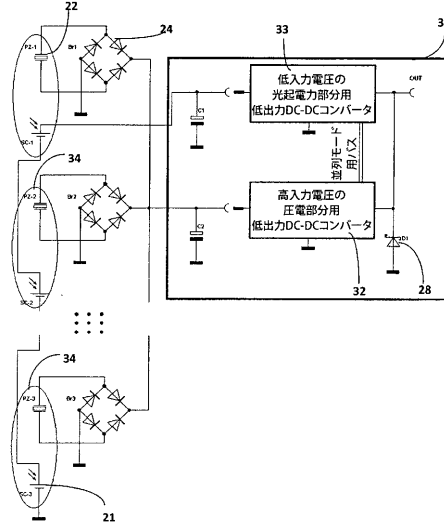 22
24
33
3
PZ-1
Br1
低入力電圧の
光起電力部分用
低出力DC-DCコンバータ
OUT
C1
SC-1
34
並列モード
用バス
PZ-2
Br2
高入力電圧の
圧電部分用
低出力DC-DCコンバータ
C2
D1
28
SC-2
32
34
PZ-3
Br3
SC-3
21